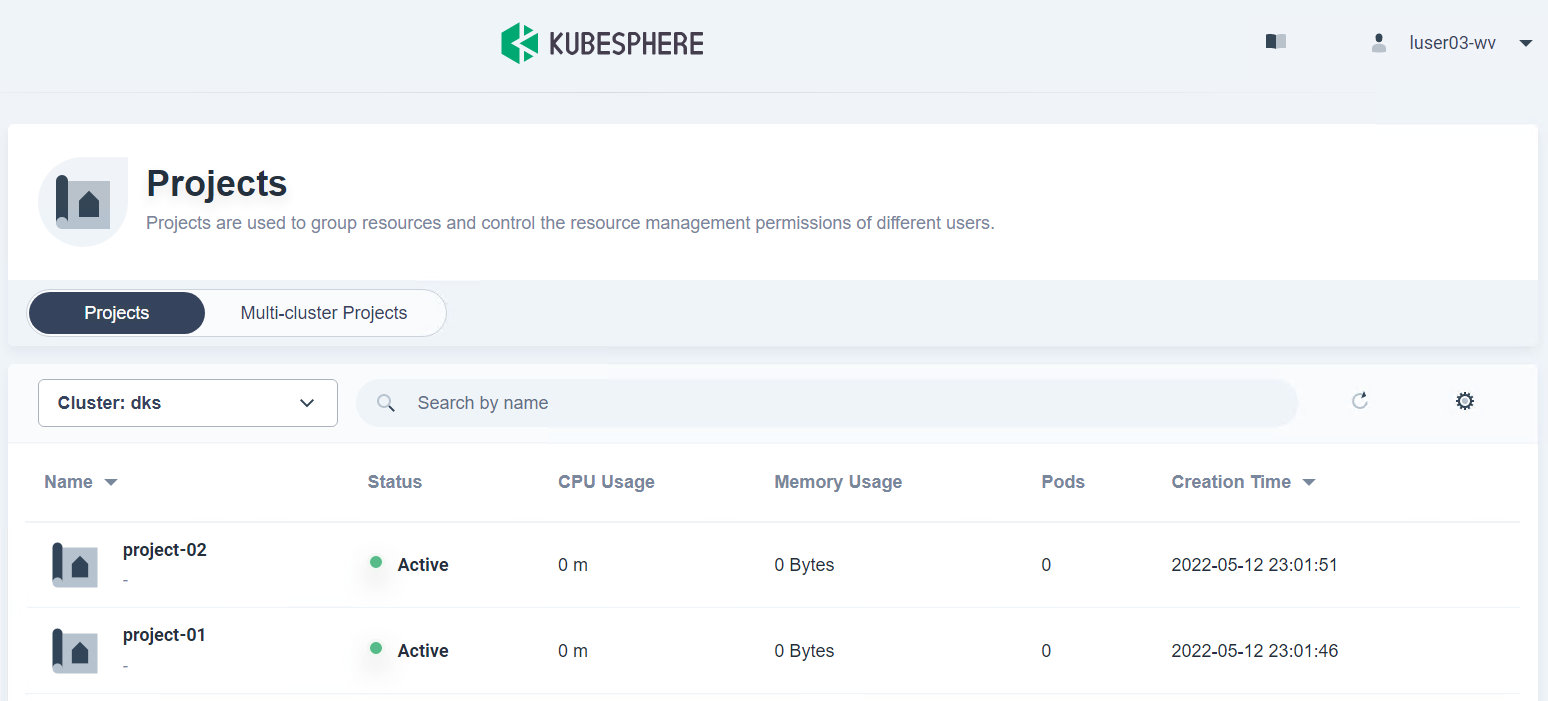 KUBESPHERE
luser03-wv
Projects
Projects are used to group resources and control the resource management permissions of different users.
Projects Multi-cluster Projects
Cluster: dks Search by name
Name Status CPU Usage Memory Usage Pods Creation Time
project-02
- Active 0 m 0 Bytes 0 2022-05-12 23:01:51
project-01
- Active 0 m 0 Bytes 0 2022-05-12 23:01:46